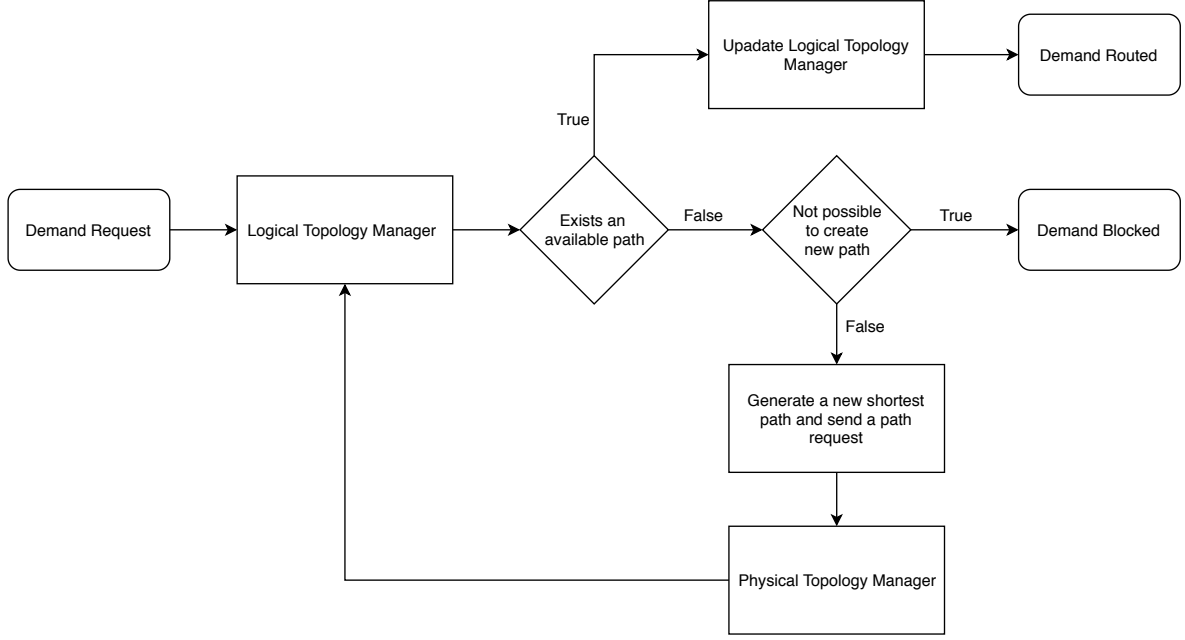 Upadate Logical Topology
Manager
Demand Routed
True
Demand Request
Logical Topology Manager
Exists an
available path
False
Not possible
to create
new path
True
Demand Blocked
False
Generate a new shortest
path and send a path
request
Physical Topology Manager